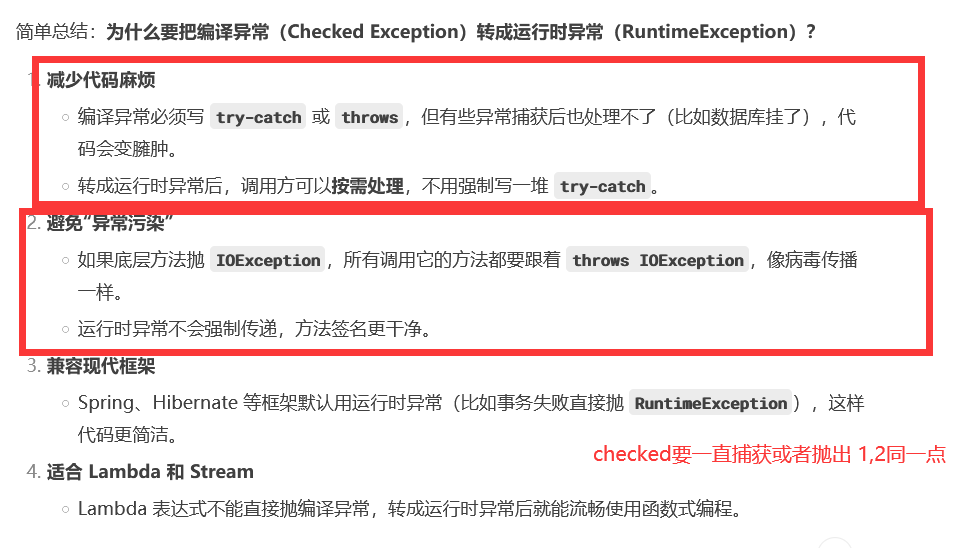 简单总结：为什么要把编译异常（Checked Exception）转成运行时异常（RuntimeException）？
1. 减少代码麻烦
○ 编译异常必须写 try-catch 或 throws，但有些异常捕获后也处理不了（比如数据库挂了），代
码会变臃肿。
○ 转成运行时异常后，调用方可以按需处理，不用强制写一堆 try-catch。
2. 避免“异常污染”
○ 如果底层方法抛 IOException，所有调用它的方法都要跟着 throws IOException，像病毒传播
一样。
○ 运行时异常不会强制传递，方法签名更干净。
3. 兼容现代框架
○ Spring、Hibernate 等框架默认用运行时异常（比如事务失败直接抛 RuntimeException），这样
代码更简洁。
checked要一直捕获或者抛出 1,2同一点
4. 适合 Lambda 和 Stream
○ Lambda 表达式不能直接抛编译异常，转成运行时异常后就能流畅使用函数式编程。